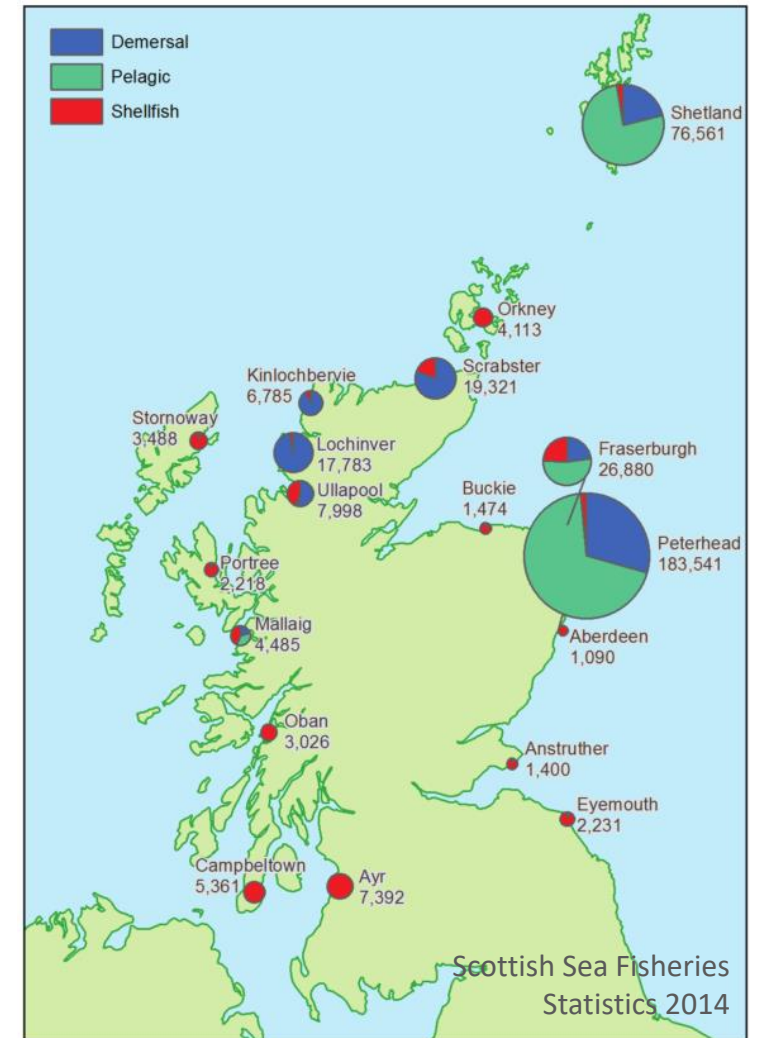 Demersal
Pelagic
Shellfish
Shetland
76,561
Orkney
4,113
Scrabster
19,321
Kinlochbervie
6,785
Stornoway
3,488
Lochinver
17,783
Ullapool
7,998
Fraserburgh
26,880
Buckie
1,474
Peterhead
183,541
Portree
2,218
Mallaig
4,485
Aberdeen
1,090
Oban
3,026
Anstruther
1,400
Eyemouth
2,231
Campbeltown
5,361
Ayr
7,392
Scottish Sea Fisheries
Statistics 2014